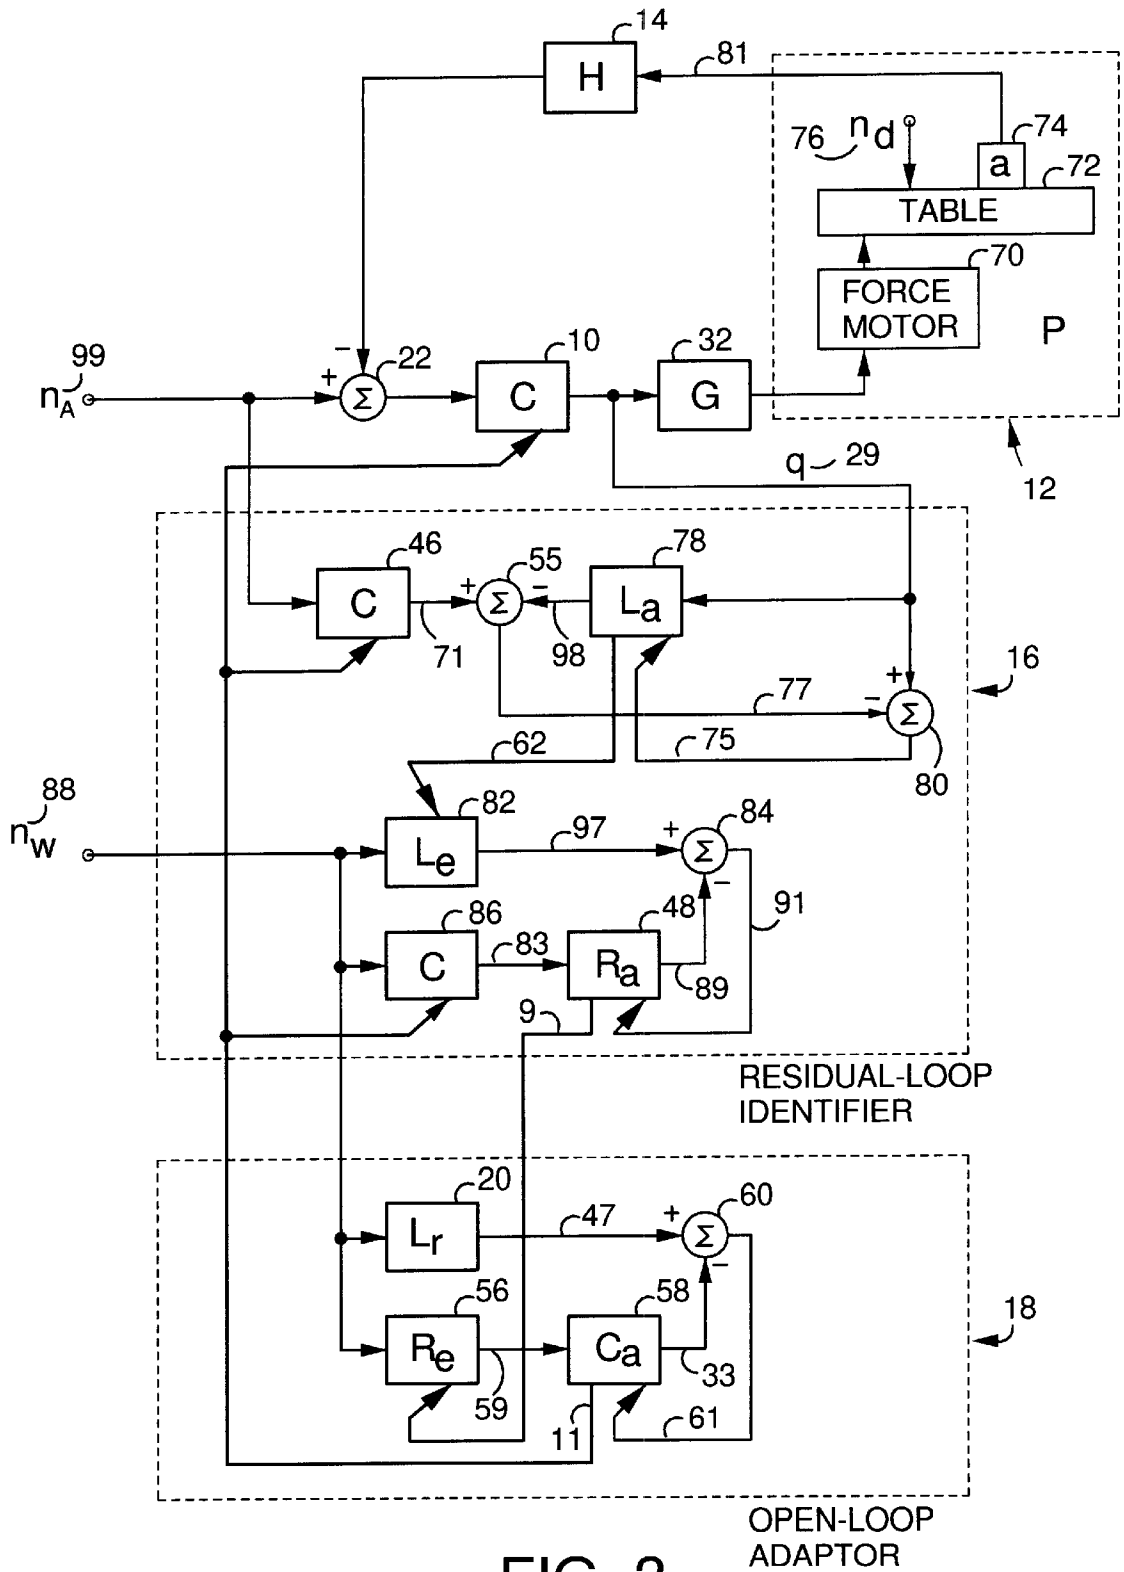 14
81
H
76
nd
74
a
72
TABLE
70
FORCE
MOTOR
P
99
nA
−
+
22
Σ
10
C
32
G
12
q
29
46
C
71
+
55
Σ
−
98
78
La
16
+
−
Σ
77
75
80
62
88
nw
82
Le
97
+
84
Σ
−
86
C
83
48
Ra
89
91
9
RESIDUAL-LOOP
IDENTIFIER
20
Lr
47
+
60
Σ
−
56
Re
59
58
Ca
33
18
11
61
OPEN-LOOP
ADAPTOR